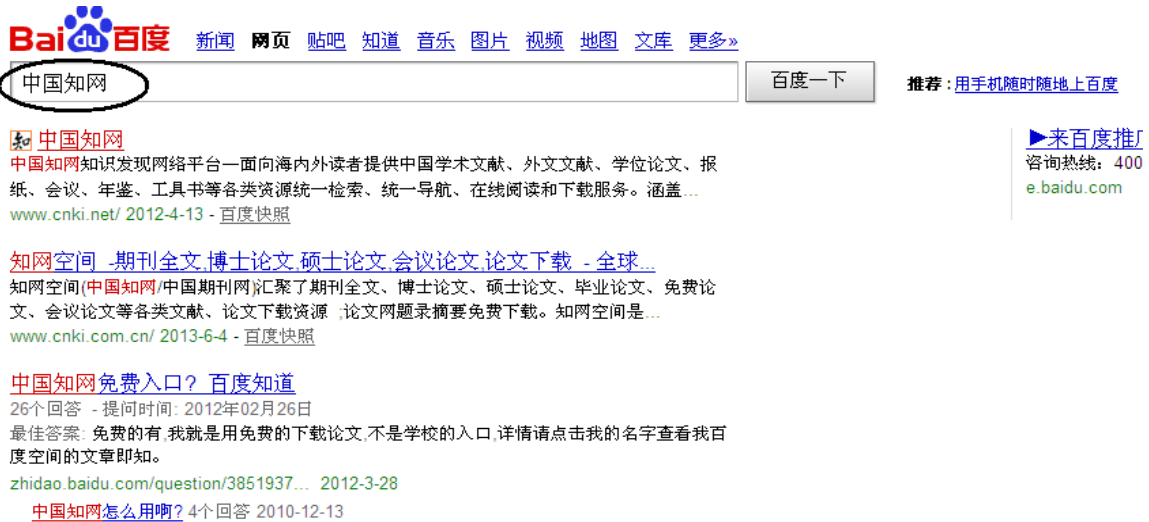 Bai du 百度 新闻 网页 贴吧 知道 音乐 图片 视频 地图 文库 更多»
中国知网 百度一下 推荐 : 用手机随时随地上百度
知 中国知网
中国知网知识发现网络平台—面向海内外读者提供中国学术文献、外文文献、学位论文、报
纸、会议、年鉴、工具书等各类资源统一检索、统一导航、在线阅读和下载服务。涵盖...
www.cnki.net/ 2012-4-13 - 百度快照
▶来百度推
咨询热线：400
e.baidu.com
知网空间 -期刊全文,博士论文,硕士论文,会议论文,论文下载 - 全球...
知网空间(中国知网/中国期刊网)汇聚了期刊全文、博士论文、硕士论文、毕业论文、免费论
文、会议论文等各类文献、论文下载资源 ;论文网题录摘要免费下载。知网空间是...
www.cnki.com.cn/ 2013-6-4 - 百度快照
中国知网免费入口? 百度知道
26个回答 - 提问时间: 2012年02月26日
最佳答案: 免费的有,我就是用免费的下载论文,不是学校的入口,详情请点击我的名字查看我百
度空间的文章即知。
zhidao.baidu.com/question/3851937... 2012-3-28
中国知网怎么用啊? 4个回答 2010-12-13